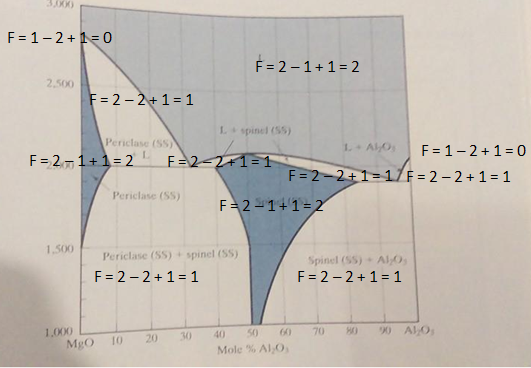 3,000
F = 1 – 2 + 1 = 0
F = 2 – 1 + 1 = 2
2,500
F = 2 – 2 + 1 = 1
L + spinel (SS)
Periclase (SS)
+ L
L + Al₂O₃
F = 1 – 2 + 1 = 0
F = 2 – 1 + 1 = 2
F = 2 – 2 + 1 = 1
F = 2 – 2 + 1 = 1
F = 2 – 2 + 1 = 1
Periclase (SS)
F = 2 – 1 + 1 = 2
1,500
Periclase (SS) + spinel (SS)
Spinel (SS) + Al₂O₃
F = 2 – 2 + 1 = 1
F = 2 – 2 + 1 = 1
1,000
MgO 10 20 30 40 50 60 70 80 90 Al₂O₃
Mole % Al₂O₃